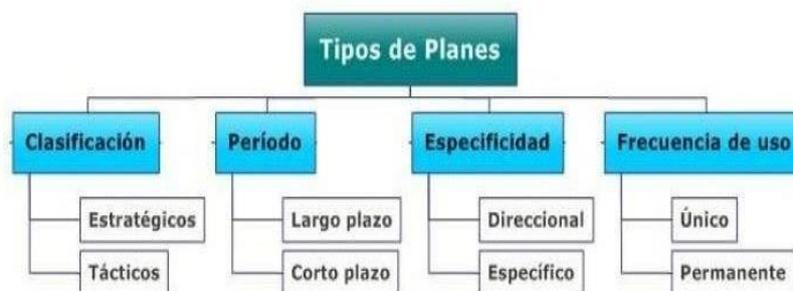 Tipos de Planes
Clasificación
Período
Especificidad
Frecuencia de uso
Estratégicos
Largo plazo
Direccional
Único
Tácticos
Corto plazo
Específico
Permanente